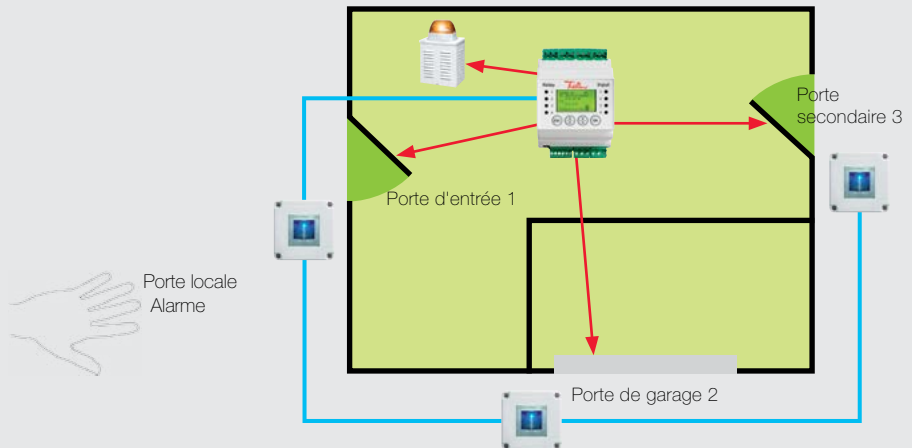 Porte
secondaire 3
Porte d'entrée 1
Porte locale
Alarme
Porte de garage 2